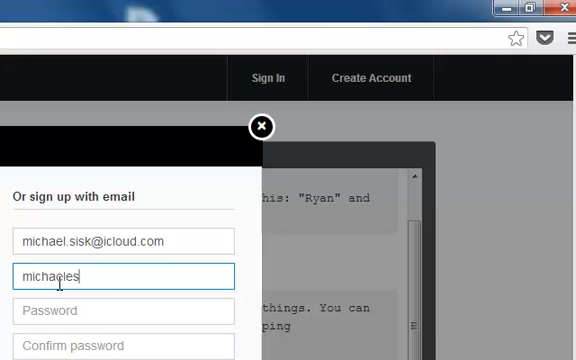 Sign In
Create Account
Or sign up with email
this: "Ryan" and
michael.sisk@icloud.com
michaeles
Password
things. You can
ping
Confirm password